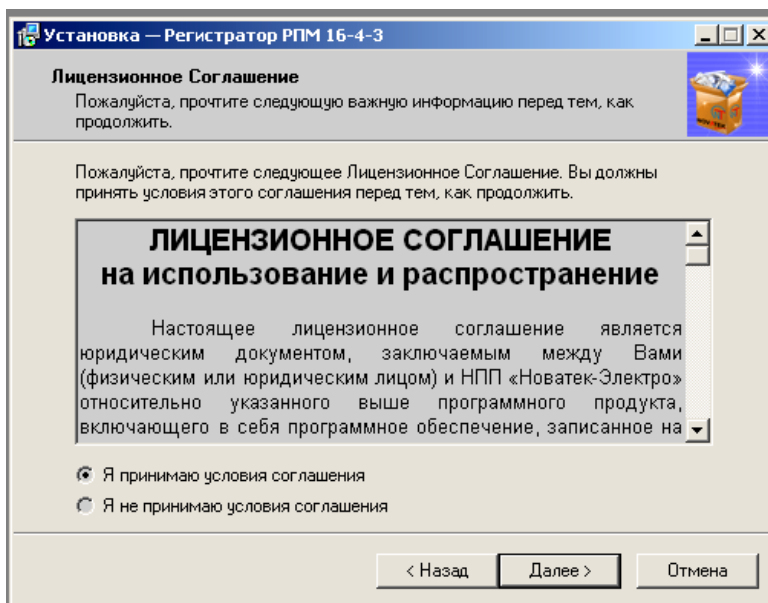 Установка — Регистратор РПМ 16-4-3
Лицензионное Соглашение
Пожалуйста, прочтите следующую важную информацию перед тем, как
продолжить.
Пожалуйста, прочтите следующее Лицензионное Соглашение. Вы должны
принять условия этого соглашения перед тем, как продолжить.
ЛИЦЕНЗИОННОЕ СОГЛАШЕНИЕ
на использование и распространение
Настоящее лицензионное соглашение является
юридическим документом, заключаемым между Вами
(физическим или юридическим лицом) и НПП «Новатек-Электро»
относительно указанного выше программного продукта,
включающего в себя программное обеспечение, записанное на
Я принимаю условия соглашения
Я не принимаю условия соглашения
< Назад Далее > Отмена